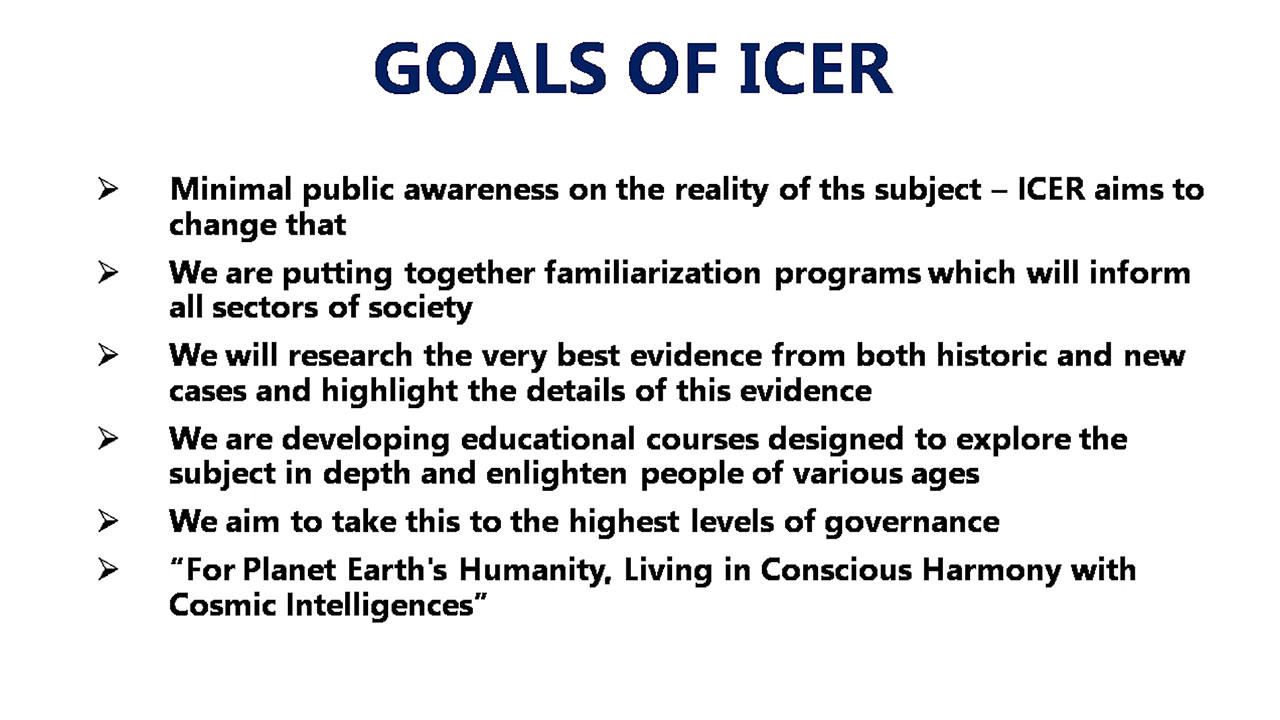 GOALS OF ICER
➢ Minimal public awareness on the reality of ths subject – ICER aims to
change that
➢ We are putting together familiarization programs which will inform
all sectors of society
➢ We will research the very best evidence from both historic and new
cases and highlight the details of this evidence
➢ We are developing educational courses designed to explore the
subject in depth and enlighten people of various ages
➢ We aim to take this to the highest levels of governance
➢ “For Planet Earth's Humanity, Living in Conscious Harmony with
Cosmic Intelligences”